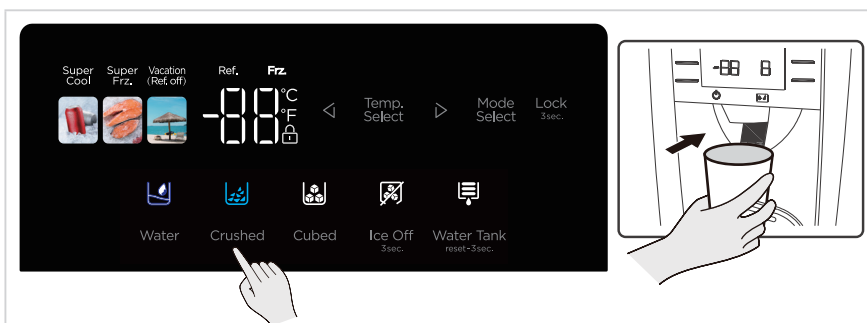 Super Cool
Super Frz.
Vacation (Ref. off)
Ref.
Frz.
-88 °C °F
Temp. Select
Mode Select
Lock
3sec.
Water
Crushed
Cubed
Ice Off
3sec.
Water Tank
reset-3sec.
-88 8